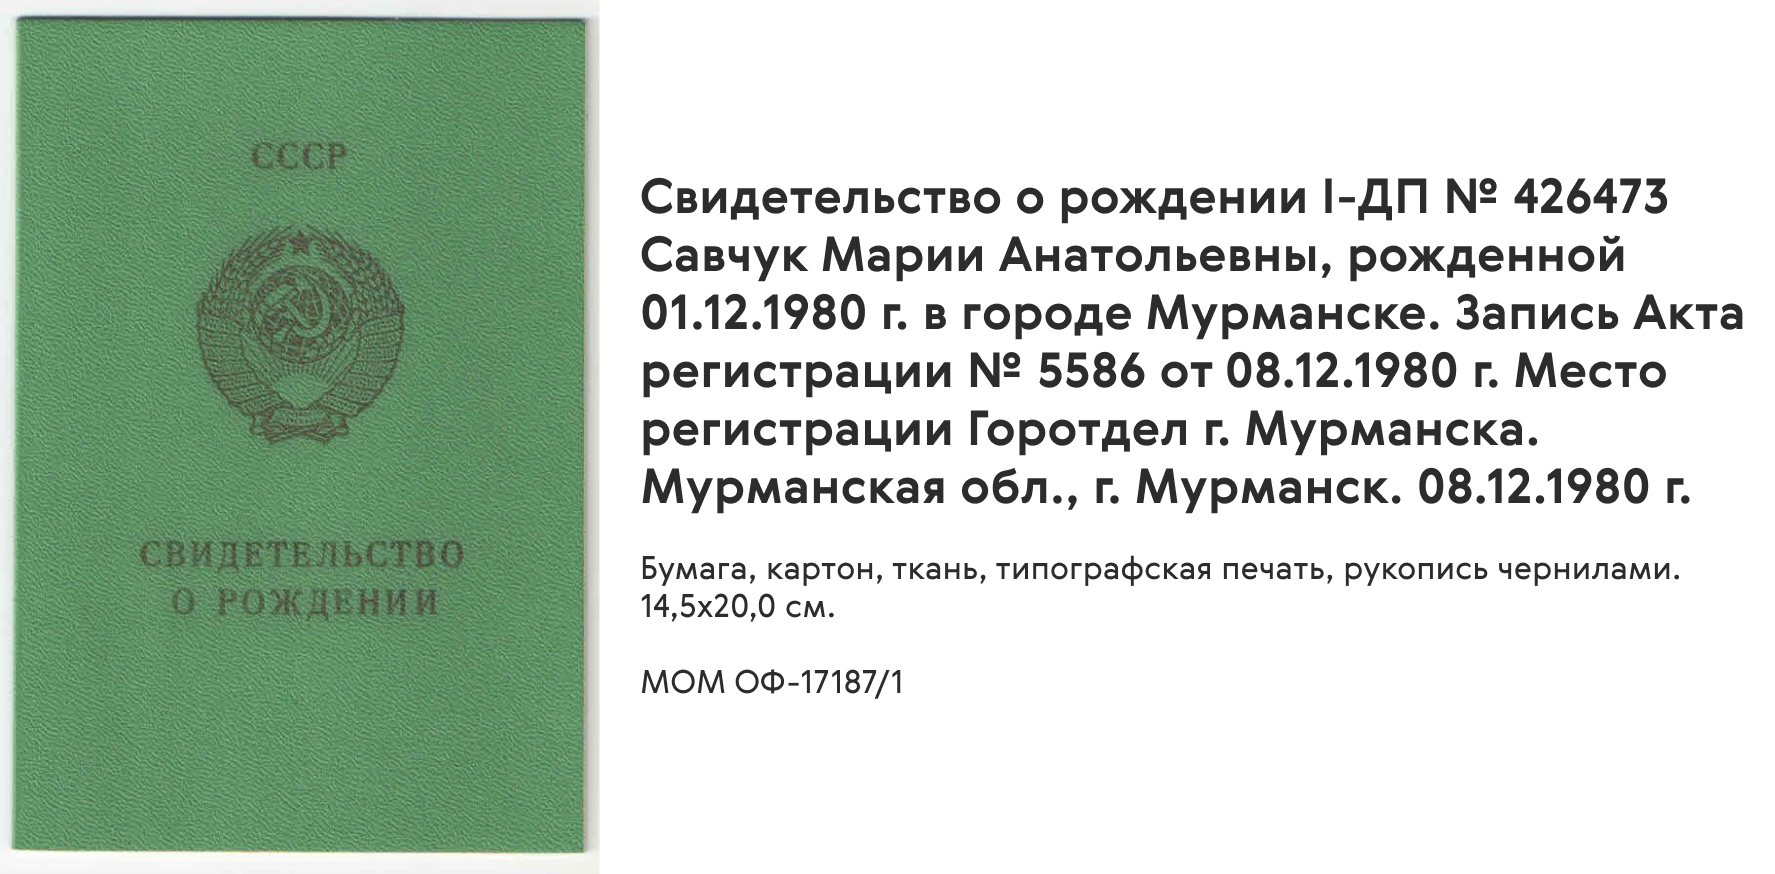 СССР
СВИДЕТЕЛЬСТВО
О РОЖДЕНИИ
Свидетельство о рождении I-ДП № 426473
Савчук Марии Анатольевны, рожденной
01.12.1980 г. в городе Мурманске. Запись Акта
регистрации № 5586 от 08.12.1980 г. Место
регистрации Горотдел г. Мурманска.
Мурманская обл., г. Мурманск. 08.12.1980 г.
Бумага, картон, ткань, типографская печать, рукопись чернилами.
14,5х20,0 см.
МОМ ОФ-17187/1